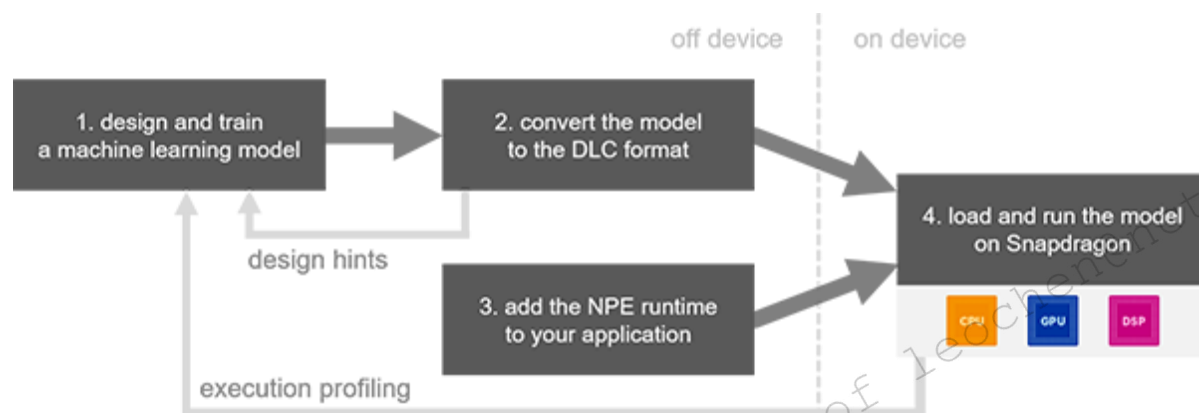 off device
on device
1. design and train
a machine learning model
2. convert the model
to the DLC format
4. load and run the model
on Snapdragon
design hints
3. add the NPE runtime
to your application
CPU
GPU
DSP
execution profiling
of